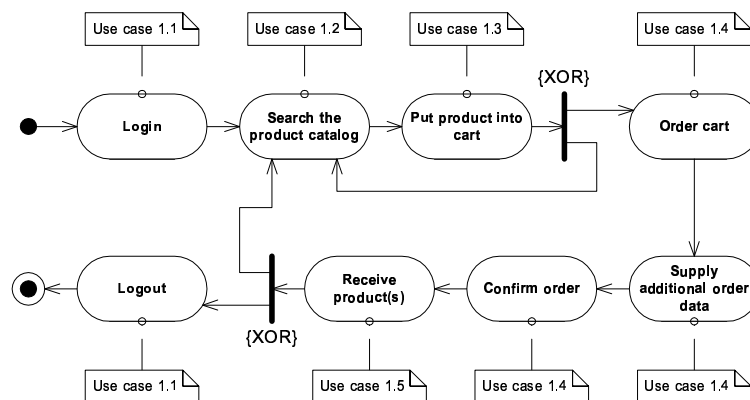 Use case 1.1
Use case 1.2
Use case 1.3
Use case 1.4
{XOR}
Login
Search the
product catalog
Put product into
cart
Order cart
Logout
Receive
product(s)
Confirm order
Supply
additional order
data
{XOR}
Use case 1.1
Use case 1.5
Use case 1.4
Use case 1.4